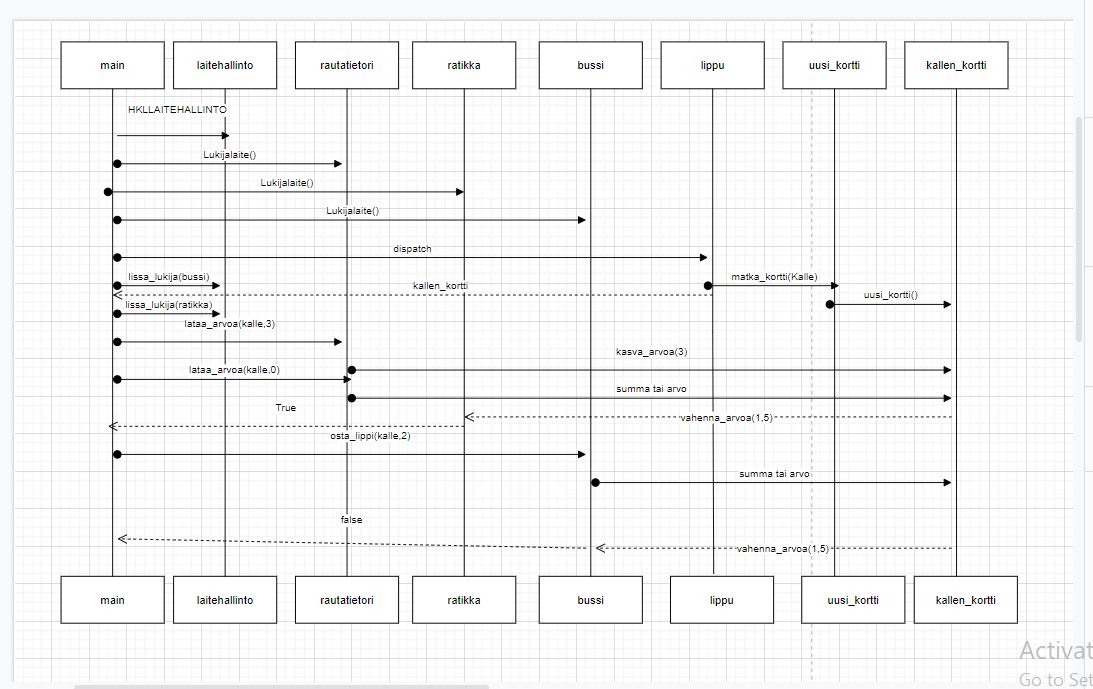 main
laitehallinto
rautatietori
ratikka
bussi
lippu
uusi_kortti
kallen_kortti
HKLLAITEHALLINTO
Lukijalaite()
Lukijalaite()
Lukijalaite()
dispatch
lissa_lukija(bussi)
matka_kortti(Kalle)
kallen_kortti
uusi_kortti()
lissa_lukija(ratikka)
lataa_arvoa(kalle,3)
kasva_arvoa(3)
lataa_arvoa(kalle,0)
summa tai arvo
True
vahenna_arvoa(1,5)
osta_lippi(kalle,2)
summa tai arvo
false
vahenna_arvoa(1,5)
main
laitehallinto
rautatietori
ratikka
bussi
lippu
uusi_kortti
kallen_kortti
Activat
Go to Set